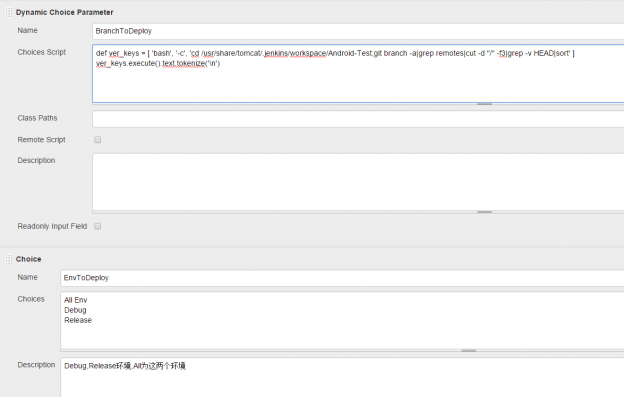 Dynamic Choice Parameter
Name
BranchToDeploy
Choices Script
def ver_keys = [ 'bash', '-c', 'cd /usr/share/tomcat/.jenkins/workspace/Android-Test;git branch -a|grep remotes|cut -d "/" -f3|grep -v HEAD|sort' ]
ver_keys.execute().text.tokenize('\n')
Class Paths
Remote Script
Description
Readonly Input Field
Choice
Name
EnvToDeploy
Choices
All Env
Debug
Release
Description
Debug,Release环境,All为这两个环境